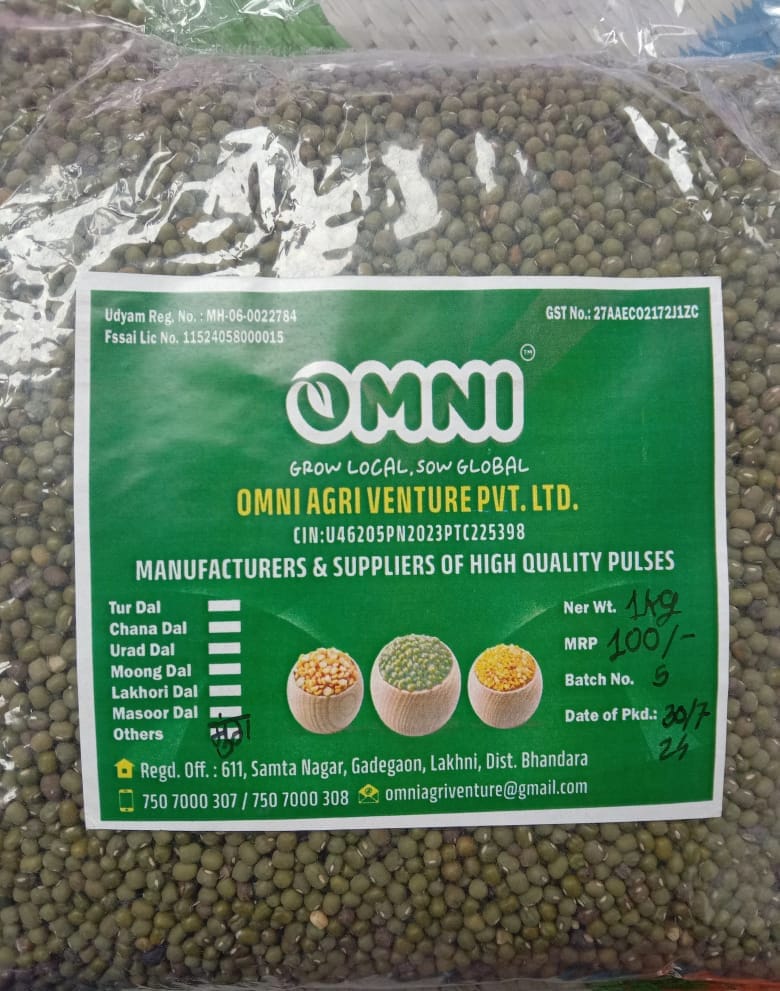 Udyam Reg. No. : MH-06-0022784
Fssai Lic No. 11524058000015
GST No.: 27AAECO2172J1ZC
OMNI TM
GROW LOCAL, SOW GLOBAL
OMNI AGRI VENTURE PVT. LTD.
CIN:U46205PN2023PTC225398
MANUFACTURERS & SUPPLIERS OF HIGH QUALITY PULSES
Tur Dal
Chana Dal
Urad Dal
Moong Dal
Lakhori Dal
Masoor Dal
Others मुंग
Ner Wt. 1kg
MRP 100/-
Batch No. 5
Date of Pkd.: 30/7
24
Regd. Off. : 611, Samta Nagar, Gadegaon, Lakhni, Dist. Bhandara
750 7000 307 / 750 7000 308 omniagriventure@gmail.com